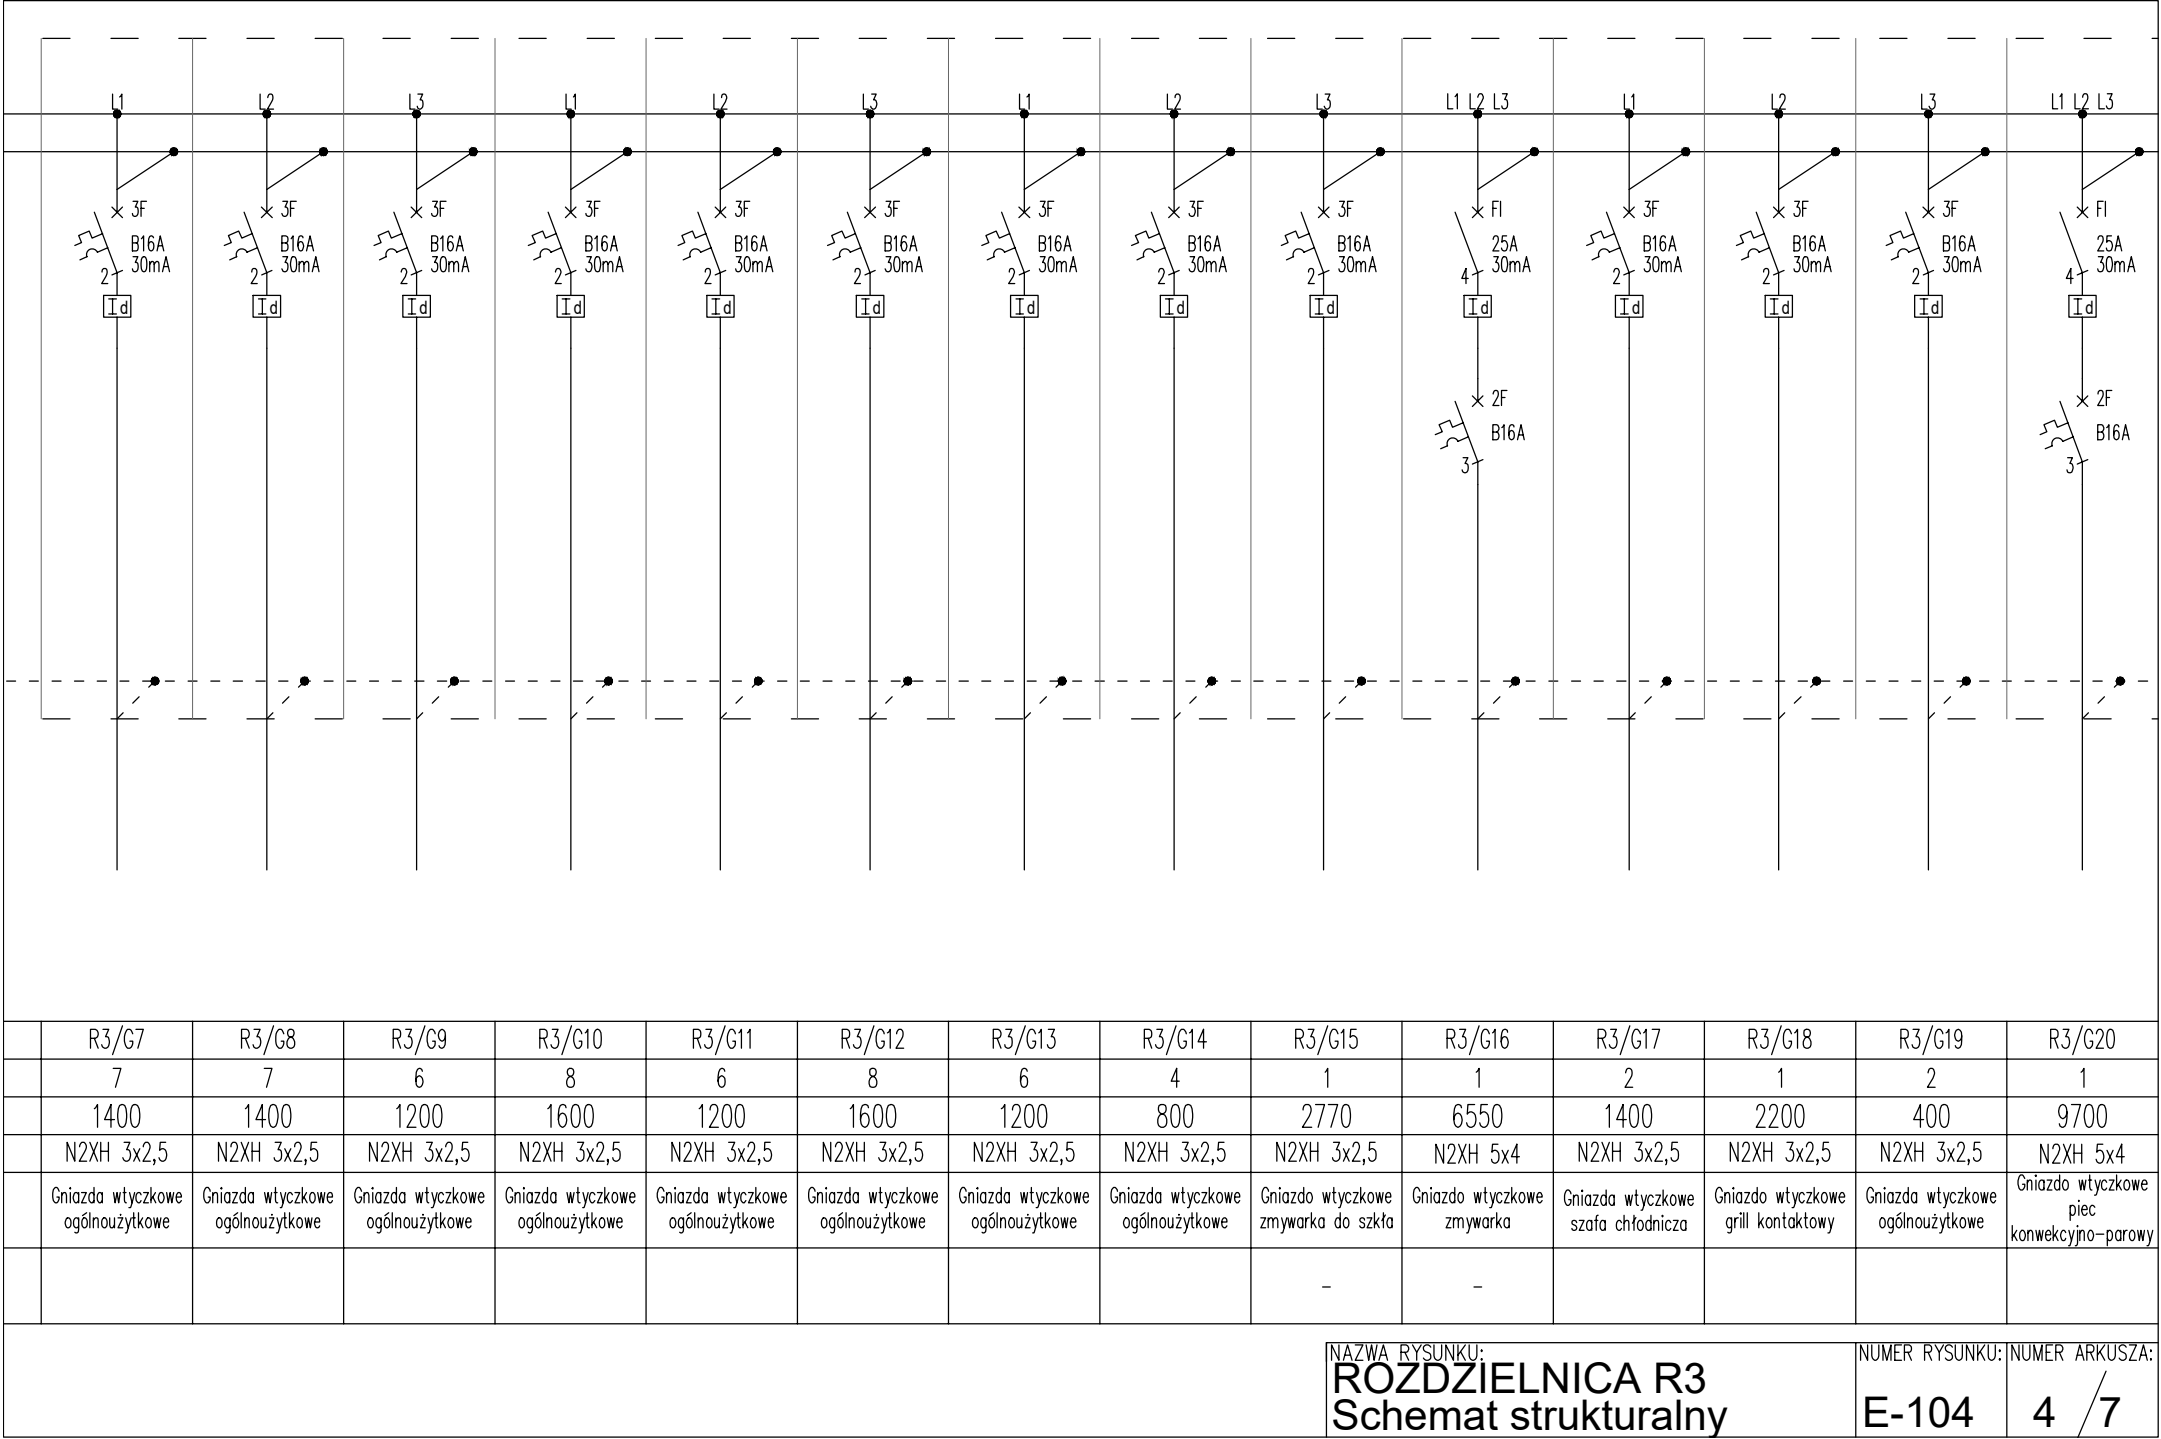 L1 L2 L3 L1 L2 L3 L1 L2 L3 L1 L2 L3 L1 L2 L3 L1 L2 L3
3F 3F 3F 3F 3F 3F 3F 3F 3F FI 3F 3F 3F FI
B16A B16A B16A B16A B16A B16A B16A B16A B16A 25A B16A B16A B16A 25A
30mA 30mA 30mA 30mA 30mA 30mA 30mA 30mA 30mA 30mA 30mA 30mA 30mA 30mA
2 2 2 2 2 2 2 2 2 4 2 2 2 4
Id Id Id Id Id Id Id Id Id Id Id Id Id Id
2F 2F
B16A B16A
3 3
R3/G7 R3/G8 R3/G9 R3/G10 R3/G11 R3/G12 R3/G13 R3/G14 R3/G15 R3/G16 R3/G17 R3/G18 R3/G19 R3/G20
7 7 6 8 6 8 6 4 1 1 2 1 2 1
1400 1400 1200 1600 1200 1600 1200 800 2770 6550 1400 2200 400 9700
N2XH 3x2,5 N2XH 3x2,5 N2XH 3x2,5 N2XH 3x2,5 N2XH 3x2,5 N2XH 3x2,5 N2XH 3x2,5 N2XH 3x2,5 N2XH 3x2,5 N2XH 5x4 N2XH 3x2,5 N2XH 3x2,5 N2XH 3x2,5 N2XH 5x4
Gniazda wtyczkowe
ogólnoużytkowe
Gniazda wtyczkowe
ogólnoużytkowe
Gniazda wtyczkowe
ogólnoużytkowe
Gniazda wtyczkowe
ogólnoużytkowe
Gniazda wtyczkowe
ogólnoużytkowe
Gniazda wtyczkowe
ogólnoużytkowe
Gniazda wtyczkowe
ogólnoużytkowe
Gniazda wtyczkowe
ogólnoużytkowe
Gniazdo wtyczkowe
zmywarka do szkła
Gniazdo wtyczkowe
zmywarka
Gniazda wtyczkowe
szafa chłodnicza
Gniazdo wtyczkowe
grill kontaktowy
Gniazda wtyczkowe
ogólnoużytkowe
Gniazdo wtyczkowe
piec
konwekcyjno-parowy
- -
NAZWA RYSUNKU:
ROZDZIELNICA R3
Schemat strukturalny
NUMER RYSUNKU:
E-104
NUMER ARKUSZA:
4/7